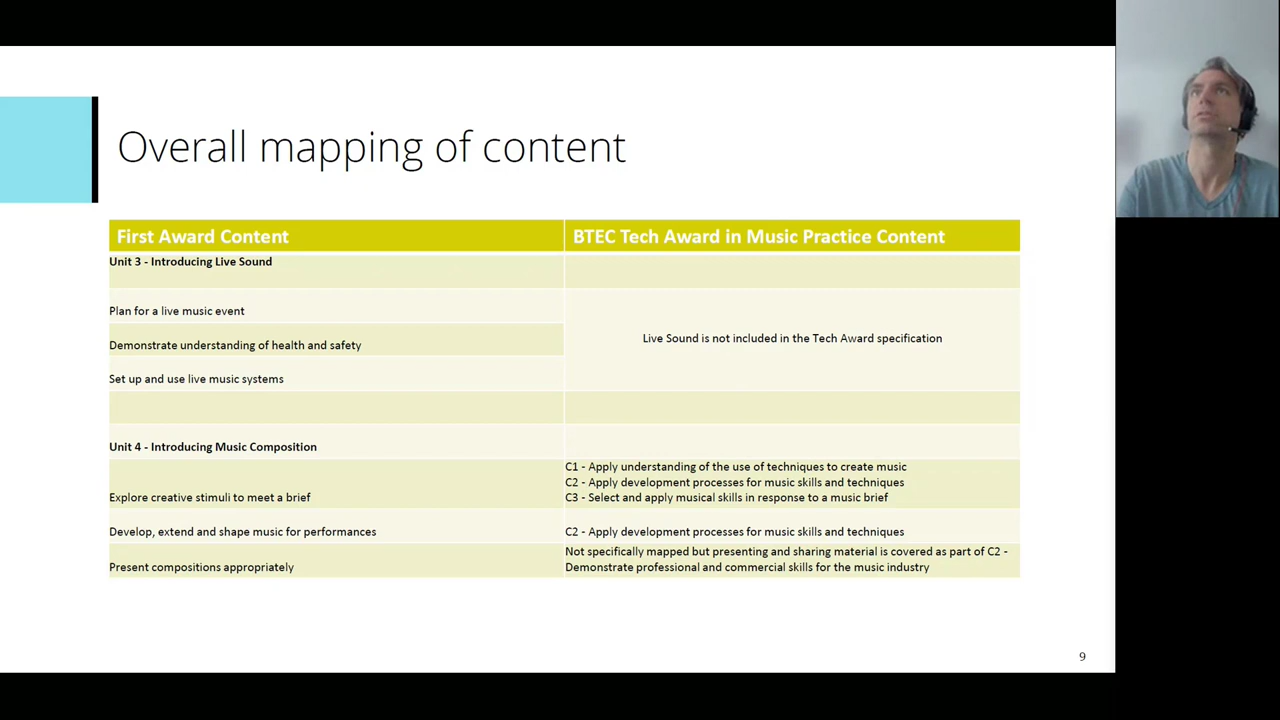 Overall mapping of content
First Award Content
BTEC Tech Award in Music Practice Content
Unit 3 - Introducing Live Sound
Plan for a live music event
Demonstrate understanding of health and safety
Set up and use live music systems
Live Sound is not included in the Tech Award specification
Unit 4 - Introducing Music Composition
Explore creative stimuli to meet a brief
C1 - Apply understanding of the use of techniques to create music
C2 - Apply development processes for music skills and techniques
C3 - Select and apply musical skills in response to a music brief
Develop, extend and shape music for performances
C2 - Apply development processes for music skills and techniques
Present compositions appropriately
Not specifically mapped but presenting and sharing material is covered as part of C2 -
Demonstrate professional and commercial skills for the music industry
9